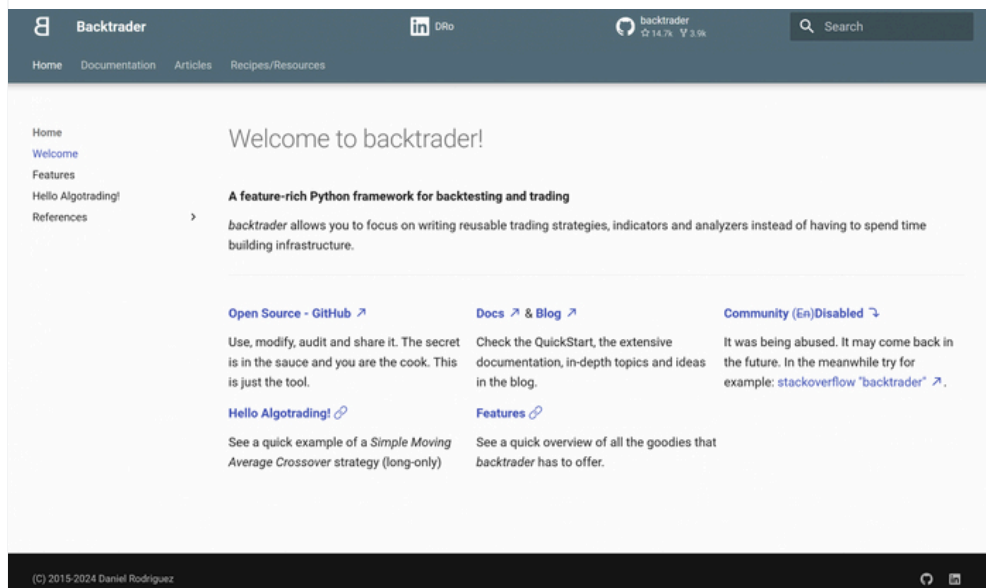 Backtrader
DRo
backtrader
14.7k 3.9k
Search
Home Documentation Articles Recipes/Resources
Home
Welcome
Features
Hello Algotrading!
References
Welcome to backtrader!
A feature-rich Python framework for backtesting and trading
backtrader allows you to focus on writing reusable trading strategies, indicators and analyzers instead of having to spend time
building infrastructure.
Open Source - GitHub
Use, modify, audit and share it. The secret
is in the sauce and you are the cook. This
is just the tool.
Docs & Blog
Check the QuickStart, the extensive
documentation, in-depth topics and ideas
in the blog.
Community (En)Disabled
It was being abused. It may come back in
the future. In the meanwhile try for
example: stackoverflow "backtrader" .
Hello Algotrading!
See a quick example of a Simple Moving
Average Crossover strategy (long-only)
Features
See a quick overview of all the goodies that
backtrader has to offer.
(C) 2015-2024 Daniel Rodriguez